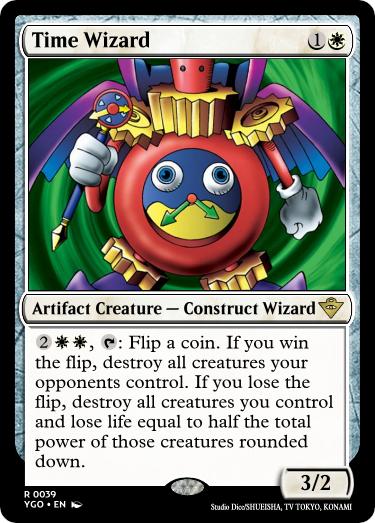 Time Wizard 1
Artifact Creature — Construct Wizard
2, : Flip a coin. If you win
the flip, destroy all creatures your
opponents control. If you lose the
flip, destroy all creatures you control
and lose life equal to half the total
power of those creatures rounded
down.
3/2
R 0039
YGO • EN
Studio Dice/SHUEISHA, TV TOKYO, KONAMI